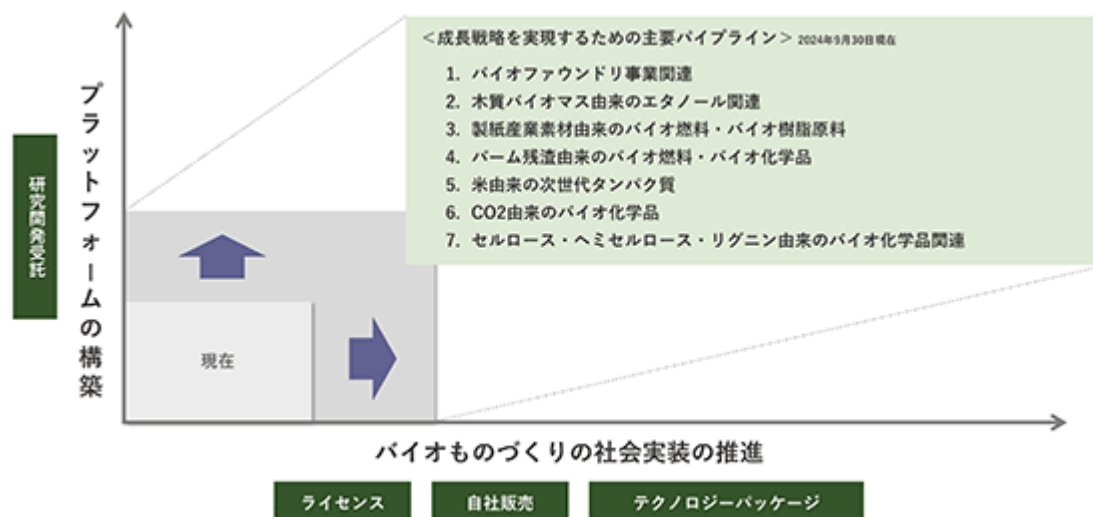 ＜成長戦略を実現するための主要パイプライン＞ 2024年9月30日現在
1. バイオファウンドリ事業関連
2. 木質バイオマス由来のエタノール関連
3. 製紙産業素材由来のバイオ燃料・バイオ樹脂原料
4. パーム残渣由来のバイオ燃料・バイオ化学品
5. 米由来の次世代タンパク質
6. CO2由来のバイオ化学品
7. セルロース・ヘミセルロース・リグニン由来のバイオ化学品関連
研究開発受託
プラットフォームの構築
現在
バイオものづくりの社会実装の推進
ライセンス
自社販売
テクノロジーパッケージ